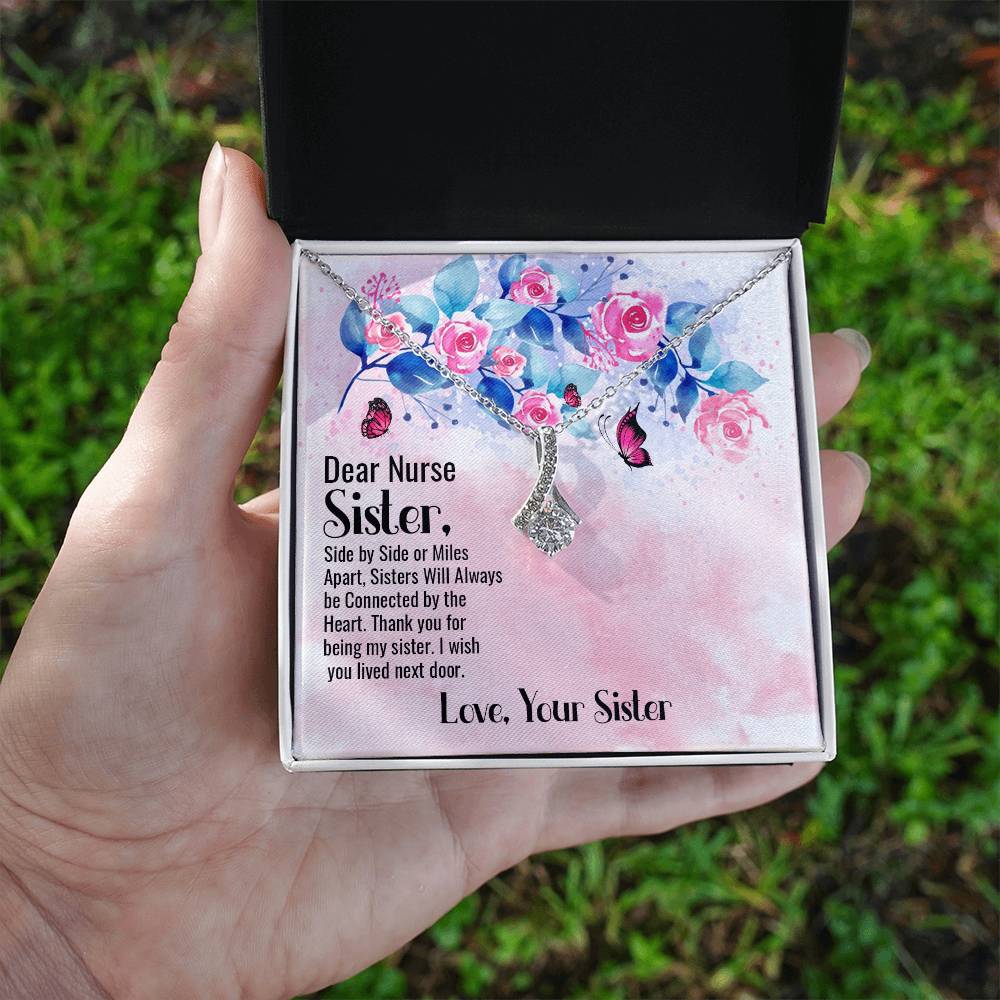 Dear Nurse
Sister,
Side by Side or Miles
Apart, Sisters Will Always
be Connected by the
Heart. Thank you for
being my sister. I wish
you lived next door.
Love, Your Sister